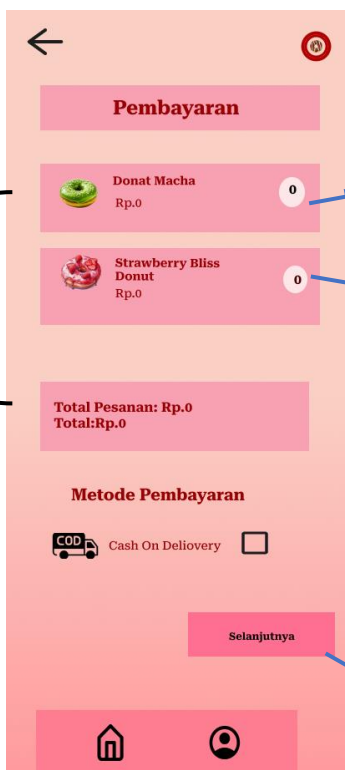 Pembayaran
Donat Macha
Rp.0
0
Strawberry Bliss
Donut
Rp.0
0
Total Pesanan: Rp.0
Total:Rp.0
Metode Pembayaran
COD
Cash On Deliovery
Selanjutnya